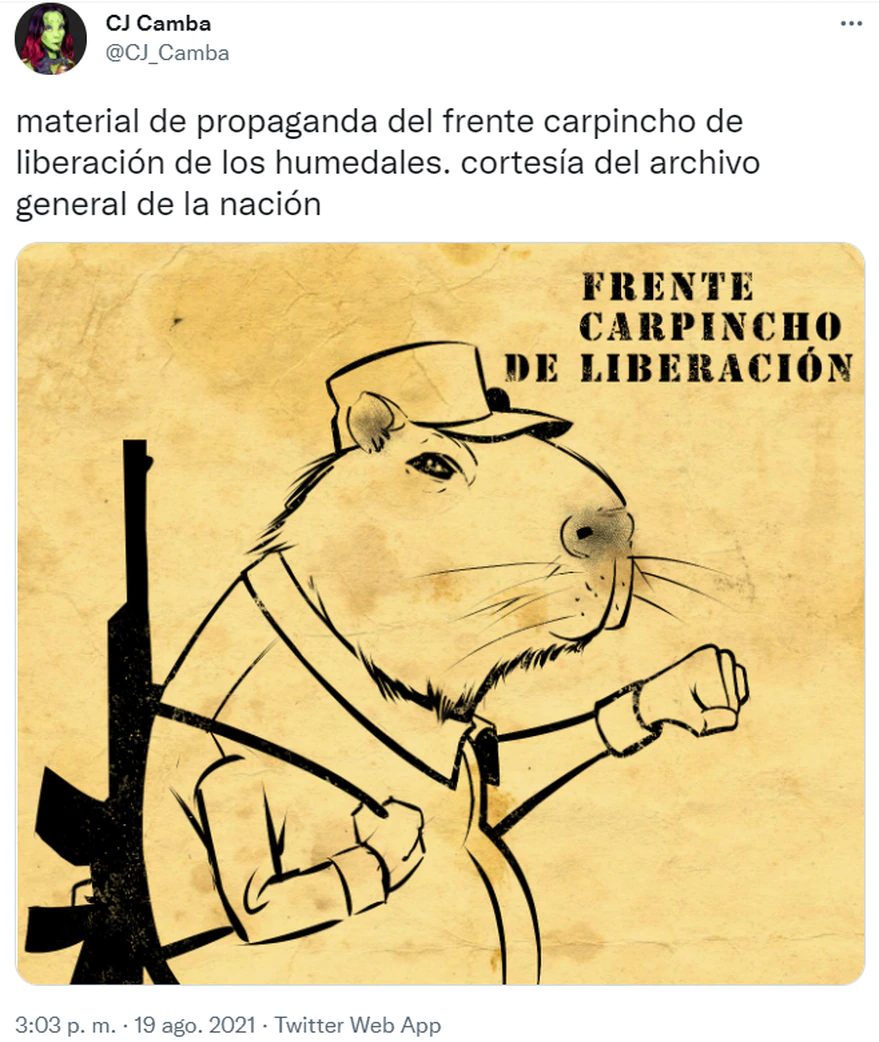 CJ Camba
@CJ_Camba
material de propaganda del frente carpincho de
liberación de los humedales. cortesía del archivo
general de la nación
FRENTE
CARPINCHO
DE LIBERACIÓN
3:03 p. m. · 19 ago. 2021 · Twitter Web App